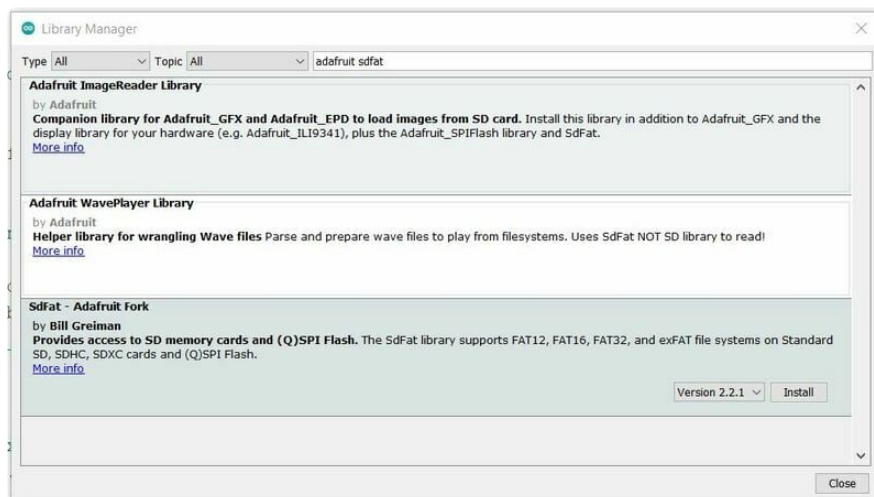 Library Manager
Type All Topic All adafruit sdfat
Adafruit ImageReader Library
by Adafruit
Companion library for Adafruit_GFX and Adafruit_EPD to load images from SD card. Install this library in addition to Adafruit_GFX and the
display library for your hardware (e.g. Adafruit_ILI9341), plus the Adafruit_SPIFlash library and SdFat.
More info
Adafruit WavePlayer Library
by Adafruit
Helper library for wrangling Wave files Parse and prepare wave files to play from filesystems. Uses SdFat NOT SD library to read!
More info
SdFat - Adafruit Fork
by Bill Greiman
Provides access to SD memory cards and (Q)SPI Flash. The SdFat library supports FAT12, FAT16, FAT32, and exFAT file systems on Standard
SD, SDHC, SDXC cards and (Q)SPI Flash.
More info
Version 2.2.1 Install
Close